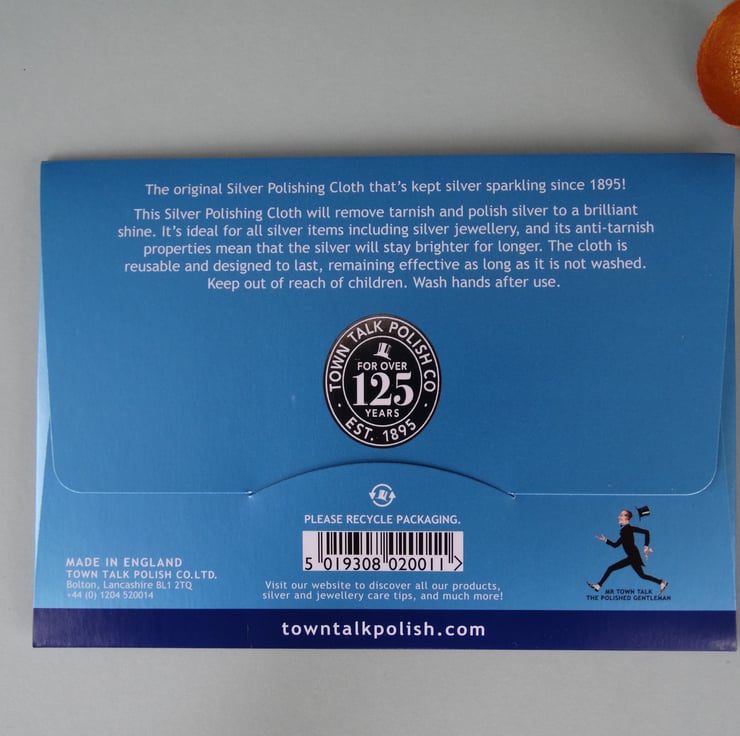 The original Silver Polishing Cloth that's kept silver sparkling since 1895!
This Silver Polishing Cloth will remove tarnish and polish silver to a brilliant
shine. It's ideal for all silver items including silver jewellery, and its anti-tarnish
properties mean that the silver will stay brighter for longer. The cloth is
reusable and designed to last, remaining effective as long as it is not washed.
Keep out of reach of children. Wash hands after use.
TOWN TALK POLISH CO
FOR OVER
125
YEARS
EST. 1895
PLEASE RECYCLE PACKAGING.
5 019308 020011 >
MADE IN ENGLAND
TOWN TALK POLISH CO.LTD.
Bolton, Lancashire BL1 2TQ
+44 (0) 1204 520014
Visit our website to discover all our products,
silver and jewellery care tips, and much more!
MR TOWN TALK
THE POLISHED GENTLEMAN
towntalkpolish.com